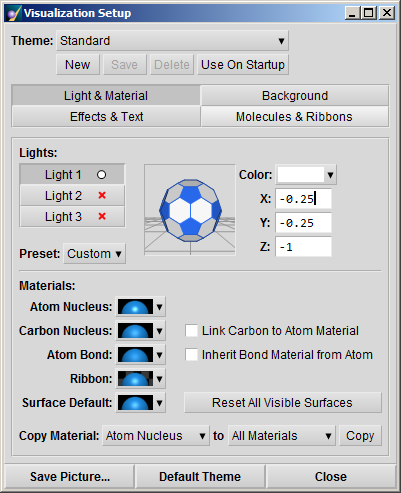 Visualization Setup
Theme: Standard
New Save Delete Use On Startup
Light & Material Background
Effects & Text Molecules & Ribbons
Lights:
Light 1
Light 2
Light 3
Color:
X: -0.25
Y: -0.25
Z: -1
Preset: Custom
Materials:
Atom Nucleus:
Carbon Nucleus: Link Carbon to Atom Material
Atom Bond: Inherit Bond Material from Atom
Ribbon:
Surface Default: Reset All Visible Surfaces
Copy Material: Atom Nucleus to All Materials Copy
Save Picture... Default Theme Close